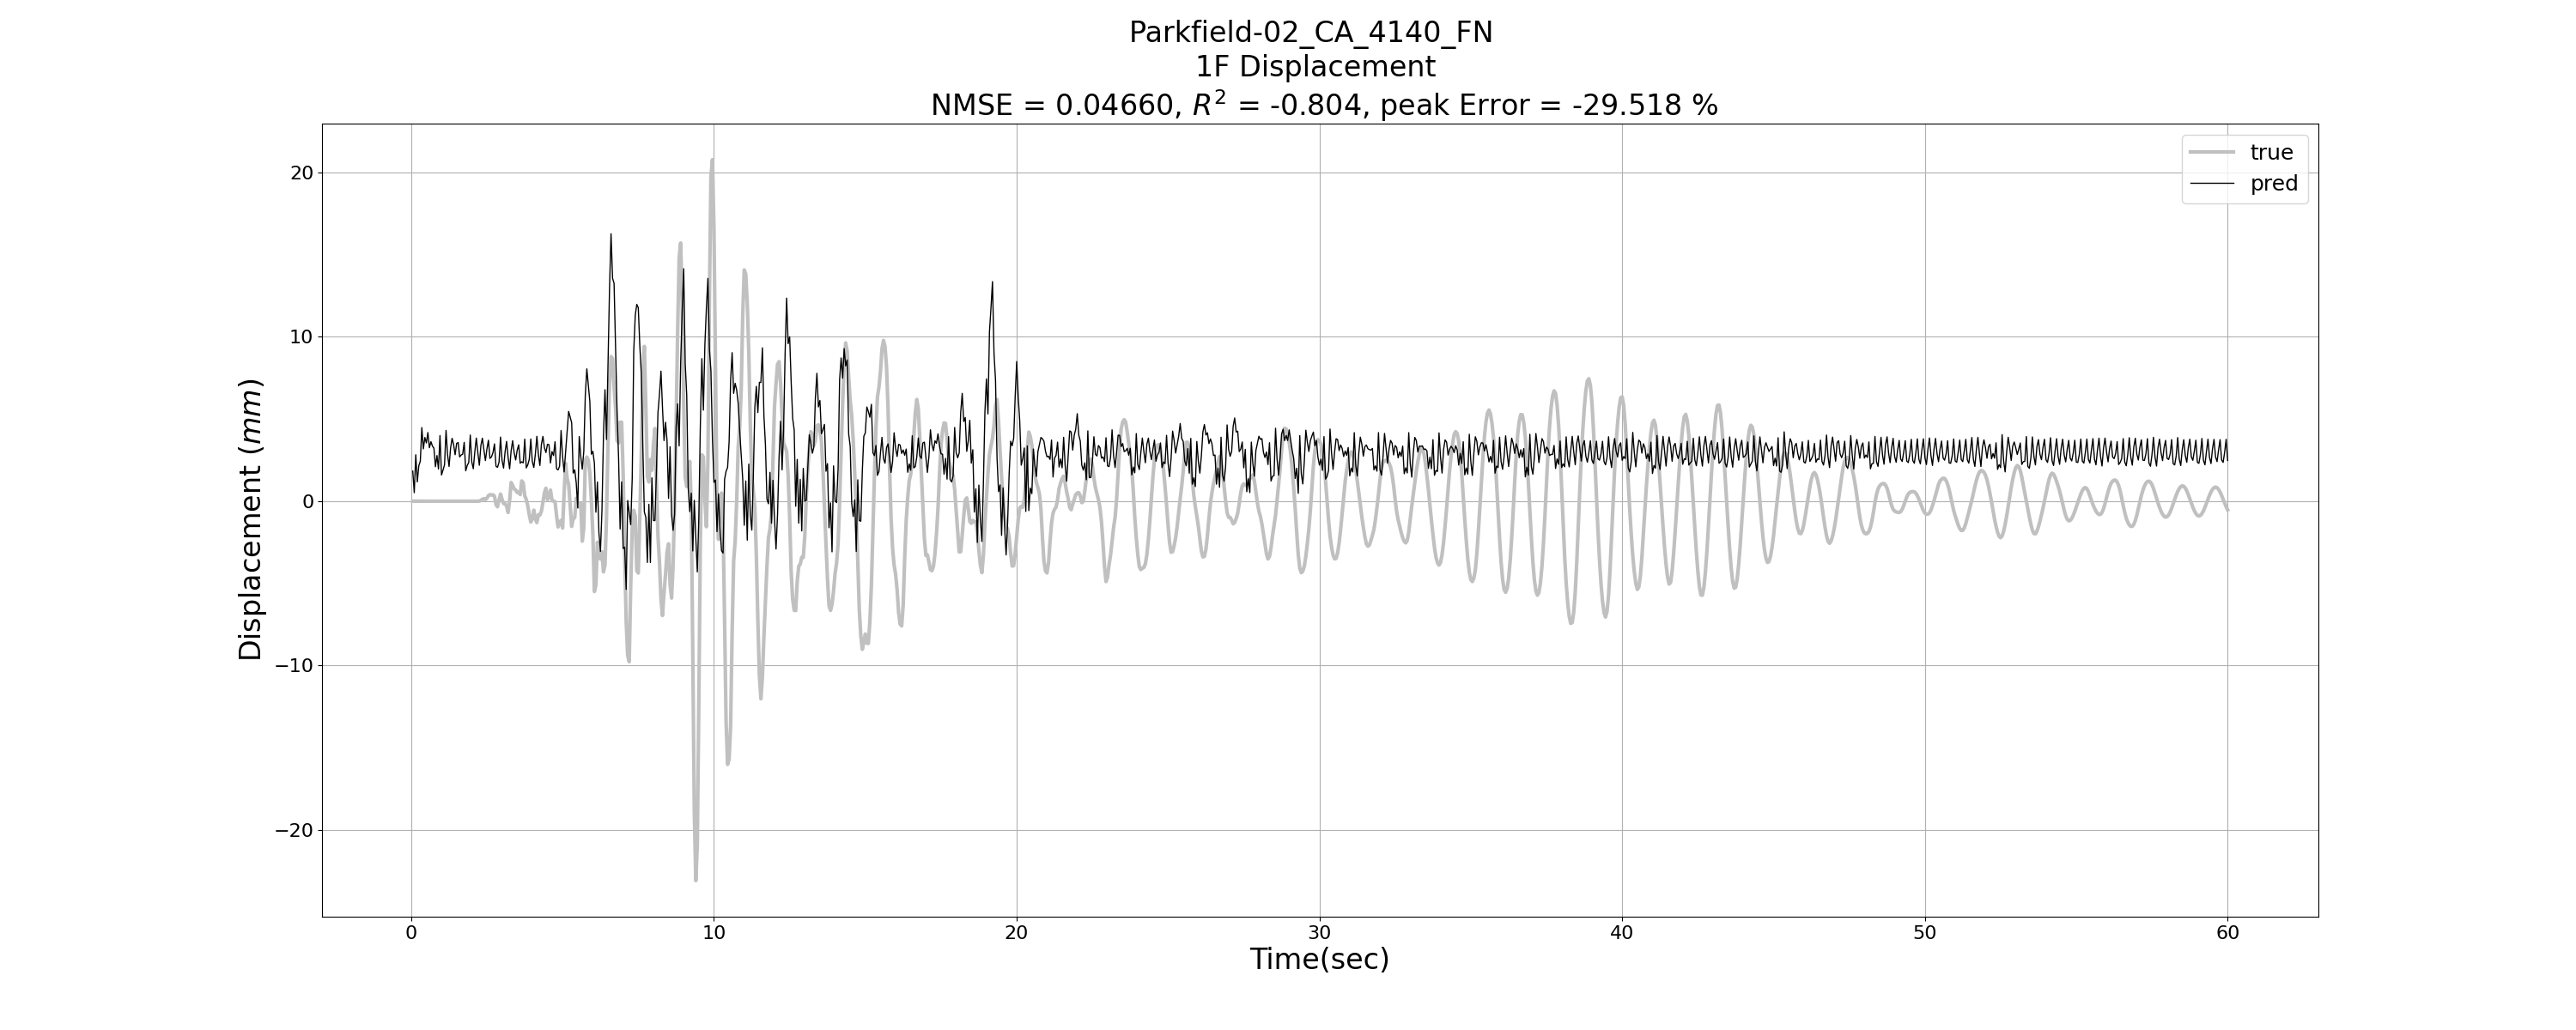 Parkfield-02_CA_4140_FN
1F Displacement
NMSE = 0.04660, R² = -0.804, peak Error = -29.518 %
true
pred
20
10
0
−10
−20
Displacement (mm)
0 10 20 30 40 50 60
Time(sec)